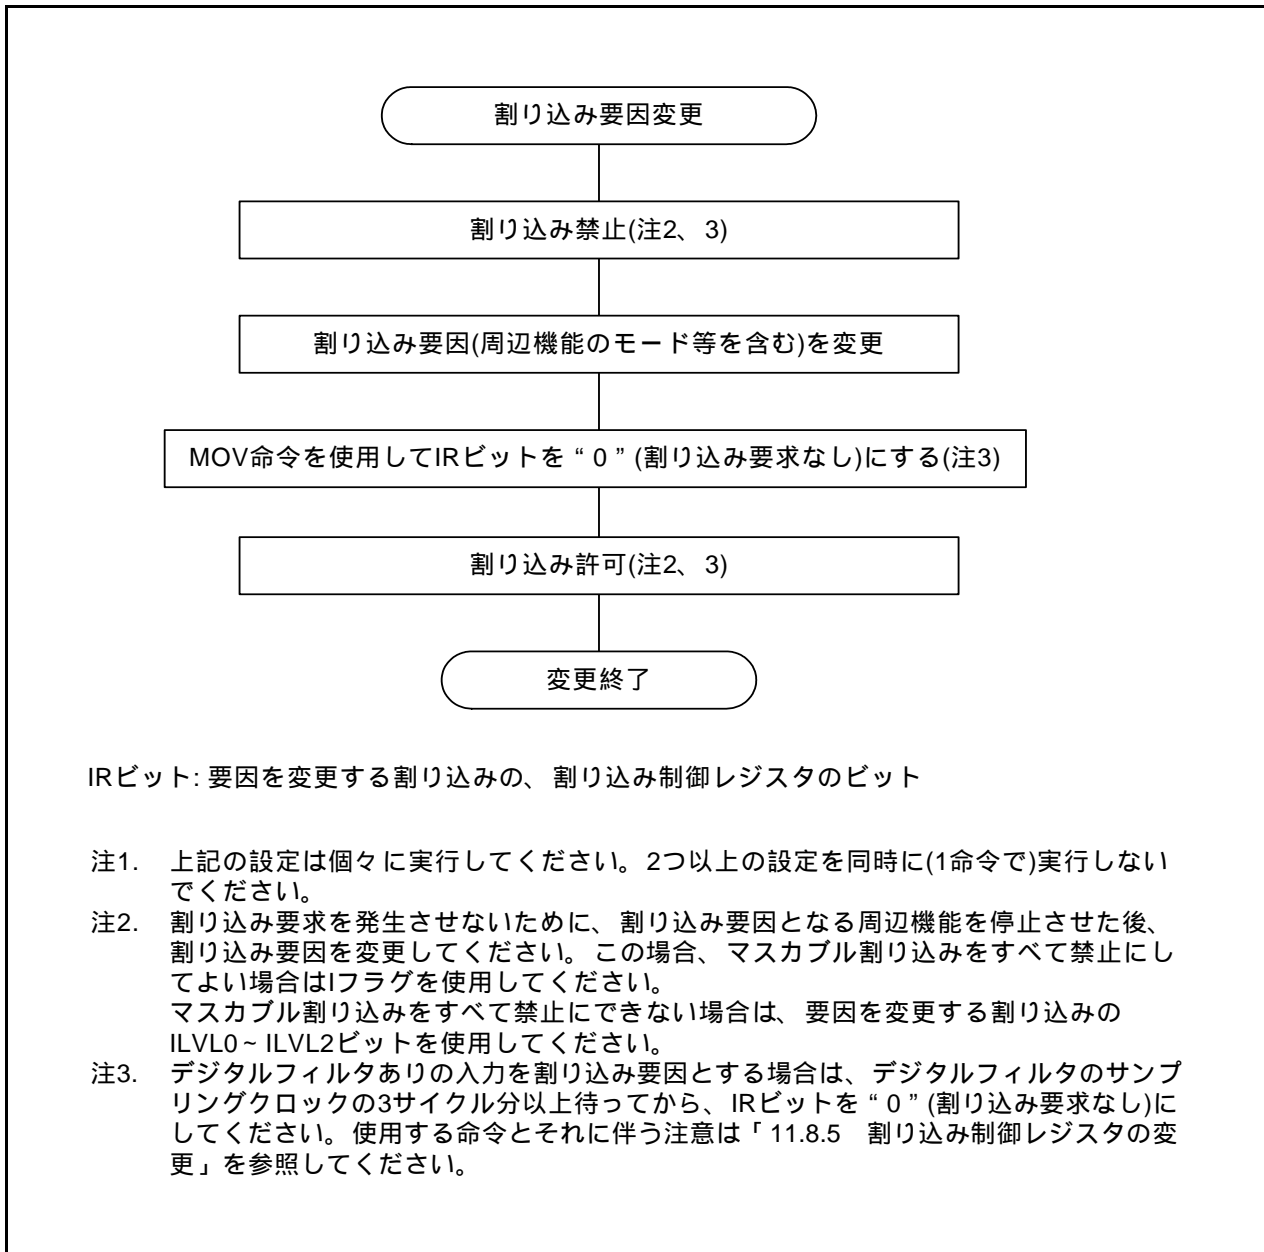 割り込み要因変更
割り込み禁止(注2、3)
割り込み要因(周辺機能のモード等を含む)を変更
MOV命令を使用してIRビットを“0”(割り込み要求なし)にする(注3)
割り込み許可(注2、3)
変更終了
IRビット: 要因を変更する割り込みの、割り込み制御レジスタのビット
注1. 上記の設定は個々に実行してください。2つ以上の設定を同時に(1命令で)実行しない
でください。
注2. 割り込み要求を発生させないために、割り込み要因となる周辺機能を停止させた後、
割り込み要因を変更してください。この場合、マスカブル割り込みをすべて禁止にし
てよい場合はIフラグを使用してください。
マスカブル割り込みをすべて禁止にできない場合は、要因を変更する割り込みの
ILVL0~ILVL2ビットを使用してください。
注3. デジタルフィルタありの入力を割り込み要因とする場合は、デジタルフィルタのサンプ
リングクロックの3サイクル分以上待ってから、IRビットを“0”(割り込み要求なし)に
してください。使用する命令とそれに伴う注意は「11.8.5 割り込み制御レジスタの変
更」を参照してください。